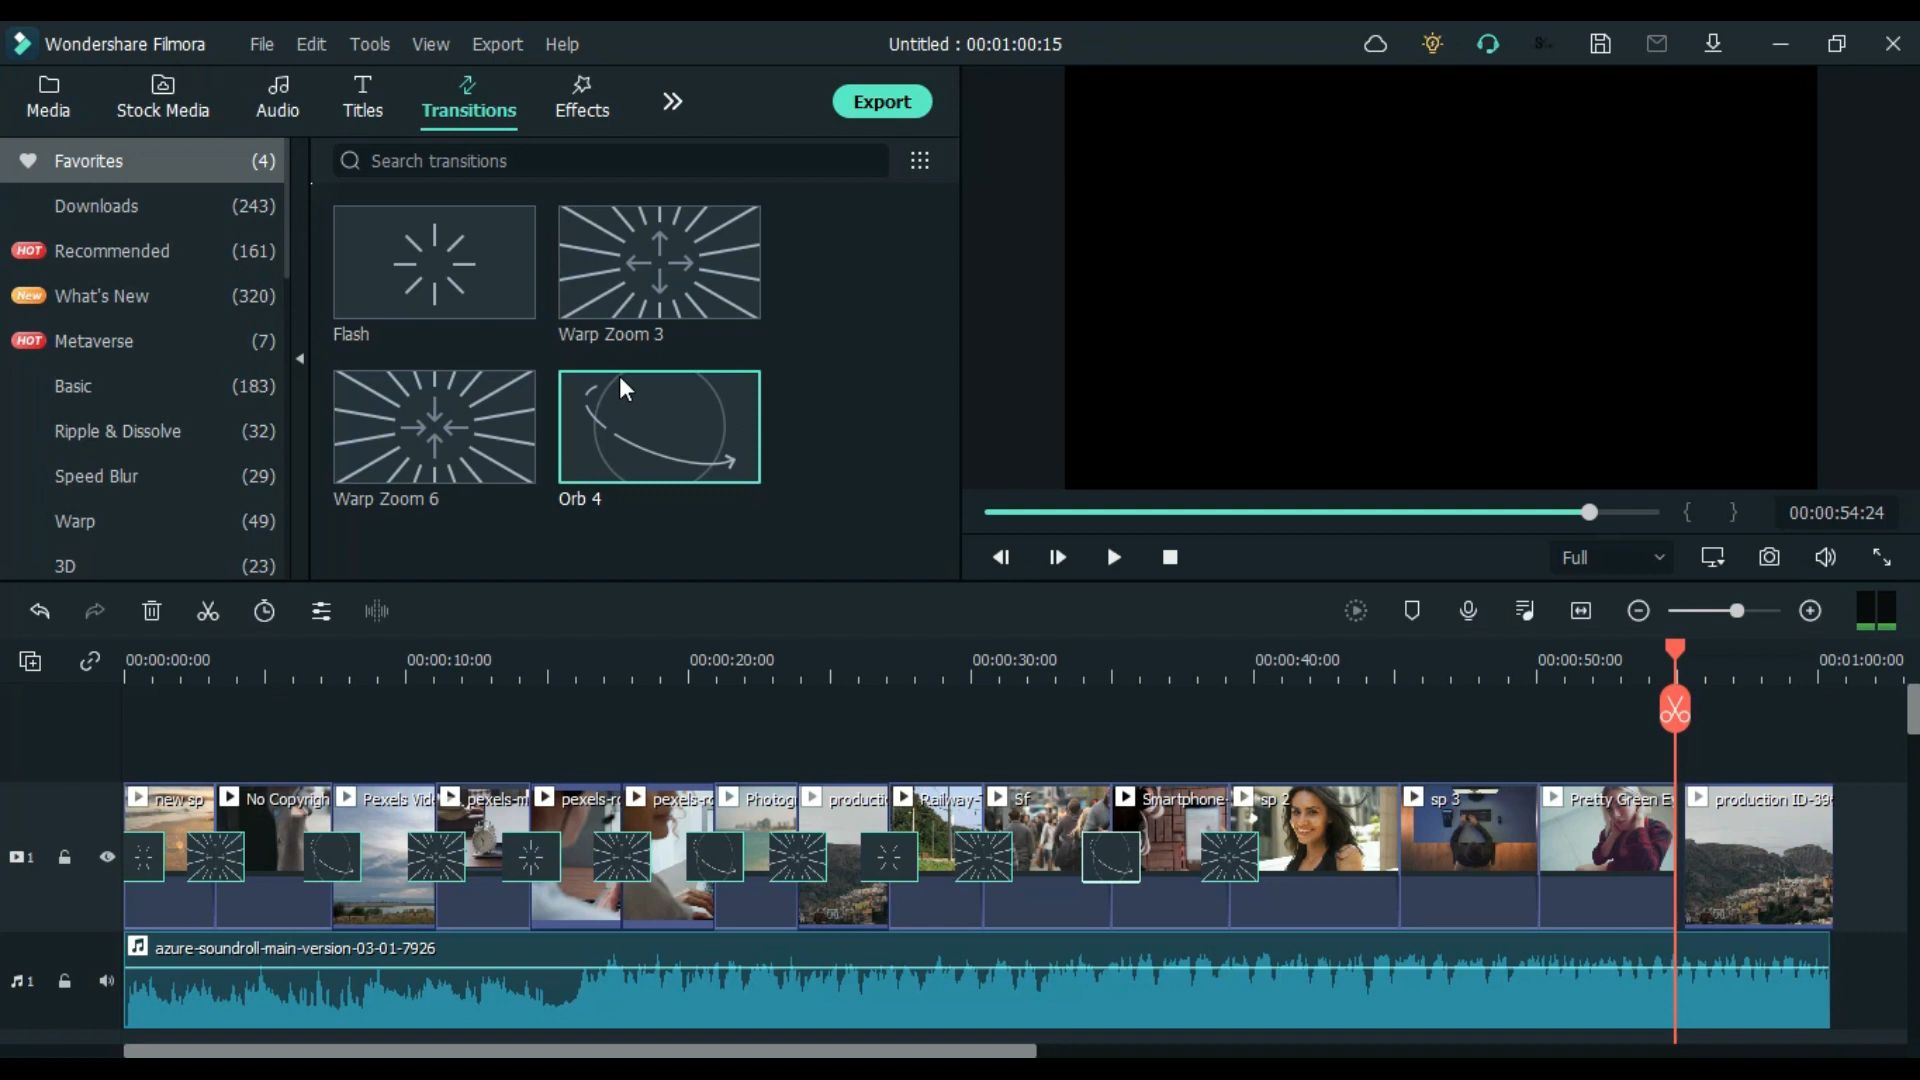 Wondershare Filmora File Edit Tools View Export Help Untitled : 00:01:00:15
Media Stock Media Audio Titles Transitions Effects Export
Favorites (4)
Search transitions
Downloads (243)
HOT Recommended (161)
New What's New (320)
HOT Metaverse (7)
Basic (183)
Ripple & Dissolve (32)
Speed Blur (29)
Warp (49)
3D (23)
Flash
Warp Zoom 3
Warp Zoom 6
Orb 4
{ } 00:00:54:24
Full
00:00:00:00 00:00:10:00 00:00:20:00 00:00:30:00 00:00:40:00 00:00:50:00 00:01:00:00
new sp No Copyrigh Pexels Vid pexels-m pexels-ro pexels-ro Photog producti Railway- Sf Smartphone- sp 2 sp 3 Pretty Green E production ID-39
1
azure-soundroll-main-version-03-01-7926
1